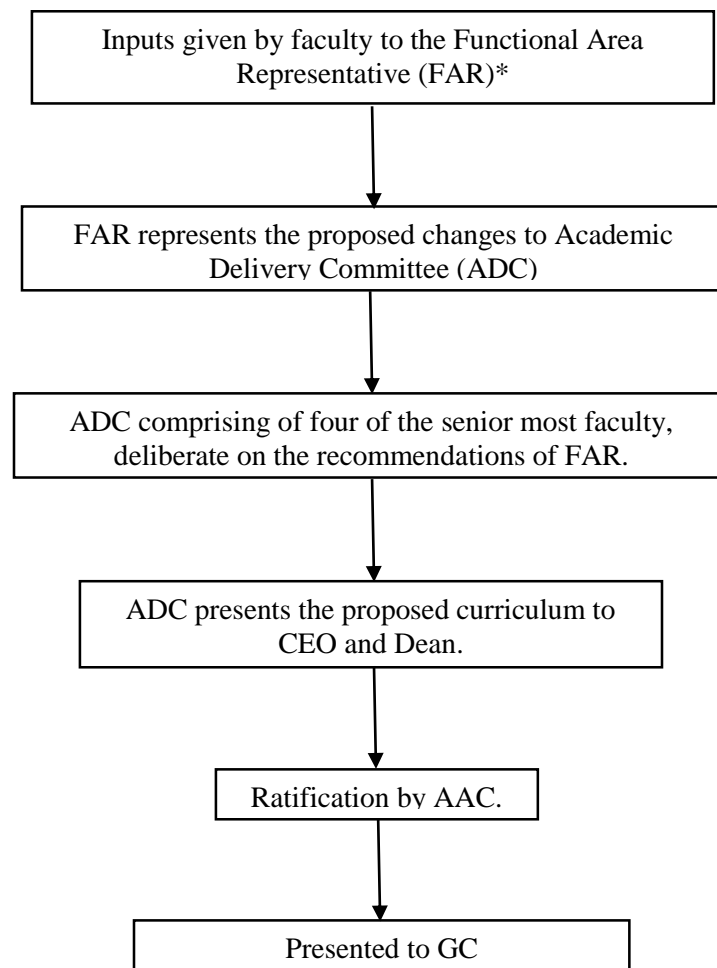 Inputs given by faculty to the Functional Area
Representative (FAR)*
FAR represents the proposed changes to Academic
Delivery Committee (ADC)
ADC comprising of four of the senior most faculty,
deliberate on the recommendations of FAR.
ADC presents the proposed curriculum to
CEO and Dean.
Ratification by AAC.
Presented to GC